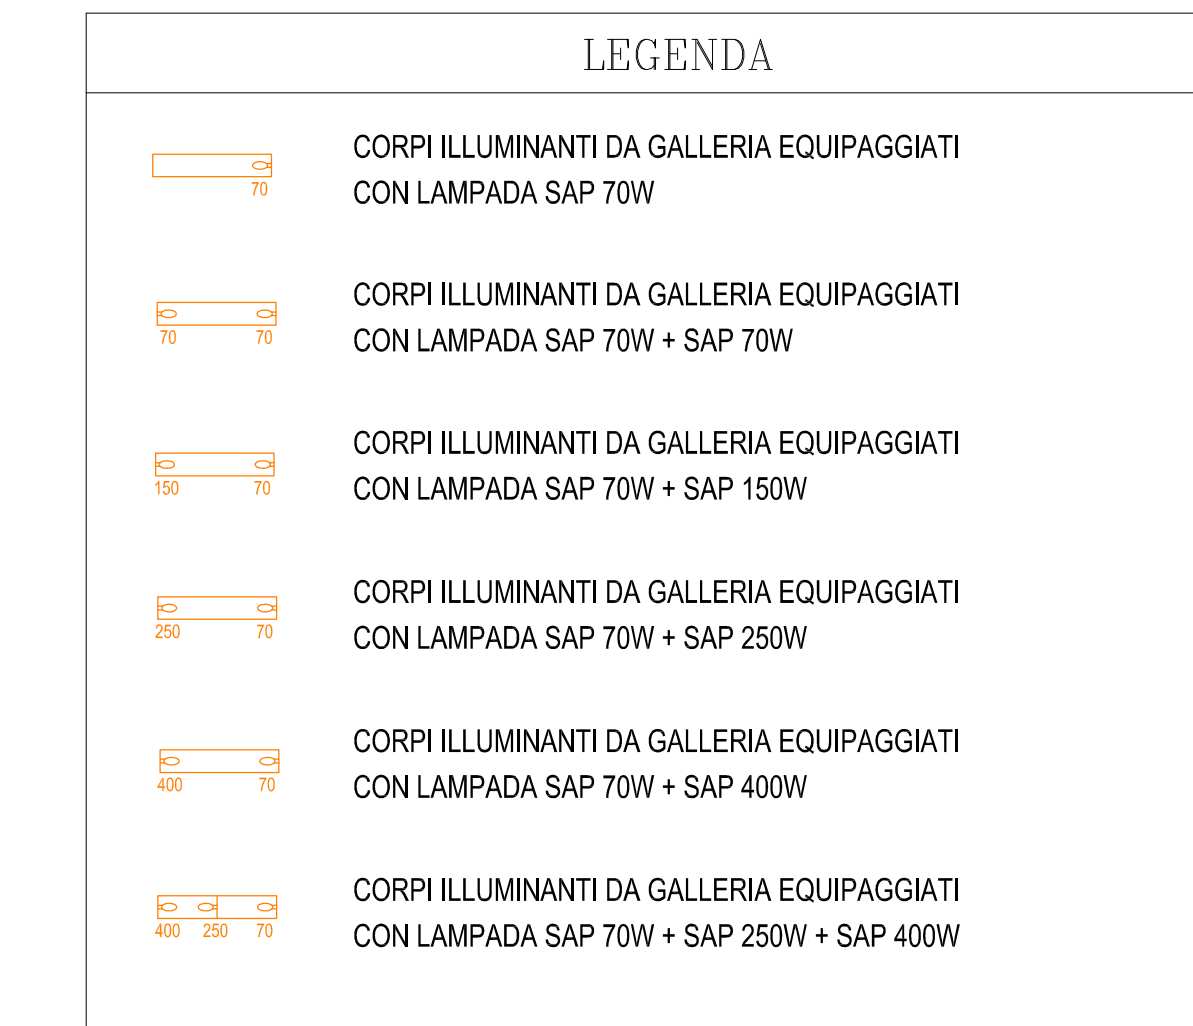 LEGENDA
CORPI ILLUMINANTI DA GALLERIA EQUIPAGGIATI
CON LAMPADA SAP 70W
70
CORPI ILLUMINANTI DA GALLERIA EQUIPAGGIATI
CON LAMPADA SAP 70W + SAP 70W
70 70
CORPI ILLUMINANTI DA GALLERIA EQUIPAGGIATI
CON LAMPADA SAP 70W + SAP 150W
150 70
CORPI ILLUMINANTI DA GALLERIA EQUIPAGGIATI
CON LAMPADA SAP 70W + SAP 250W
250 70
CORPI ILLUMINANTI DA GALLERIA EQUIPAGGIATI
CON LAMPADA SAP 70W + SAP 400W
400 70
CORPI ILLUMINANTI DA GALLERIA EQUIPAGGIATI
CON LAMPADA SAP 70W + SAP 250W + SAP 400W
400 250 70